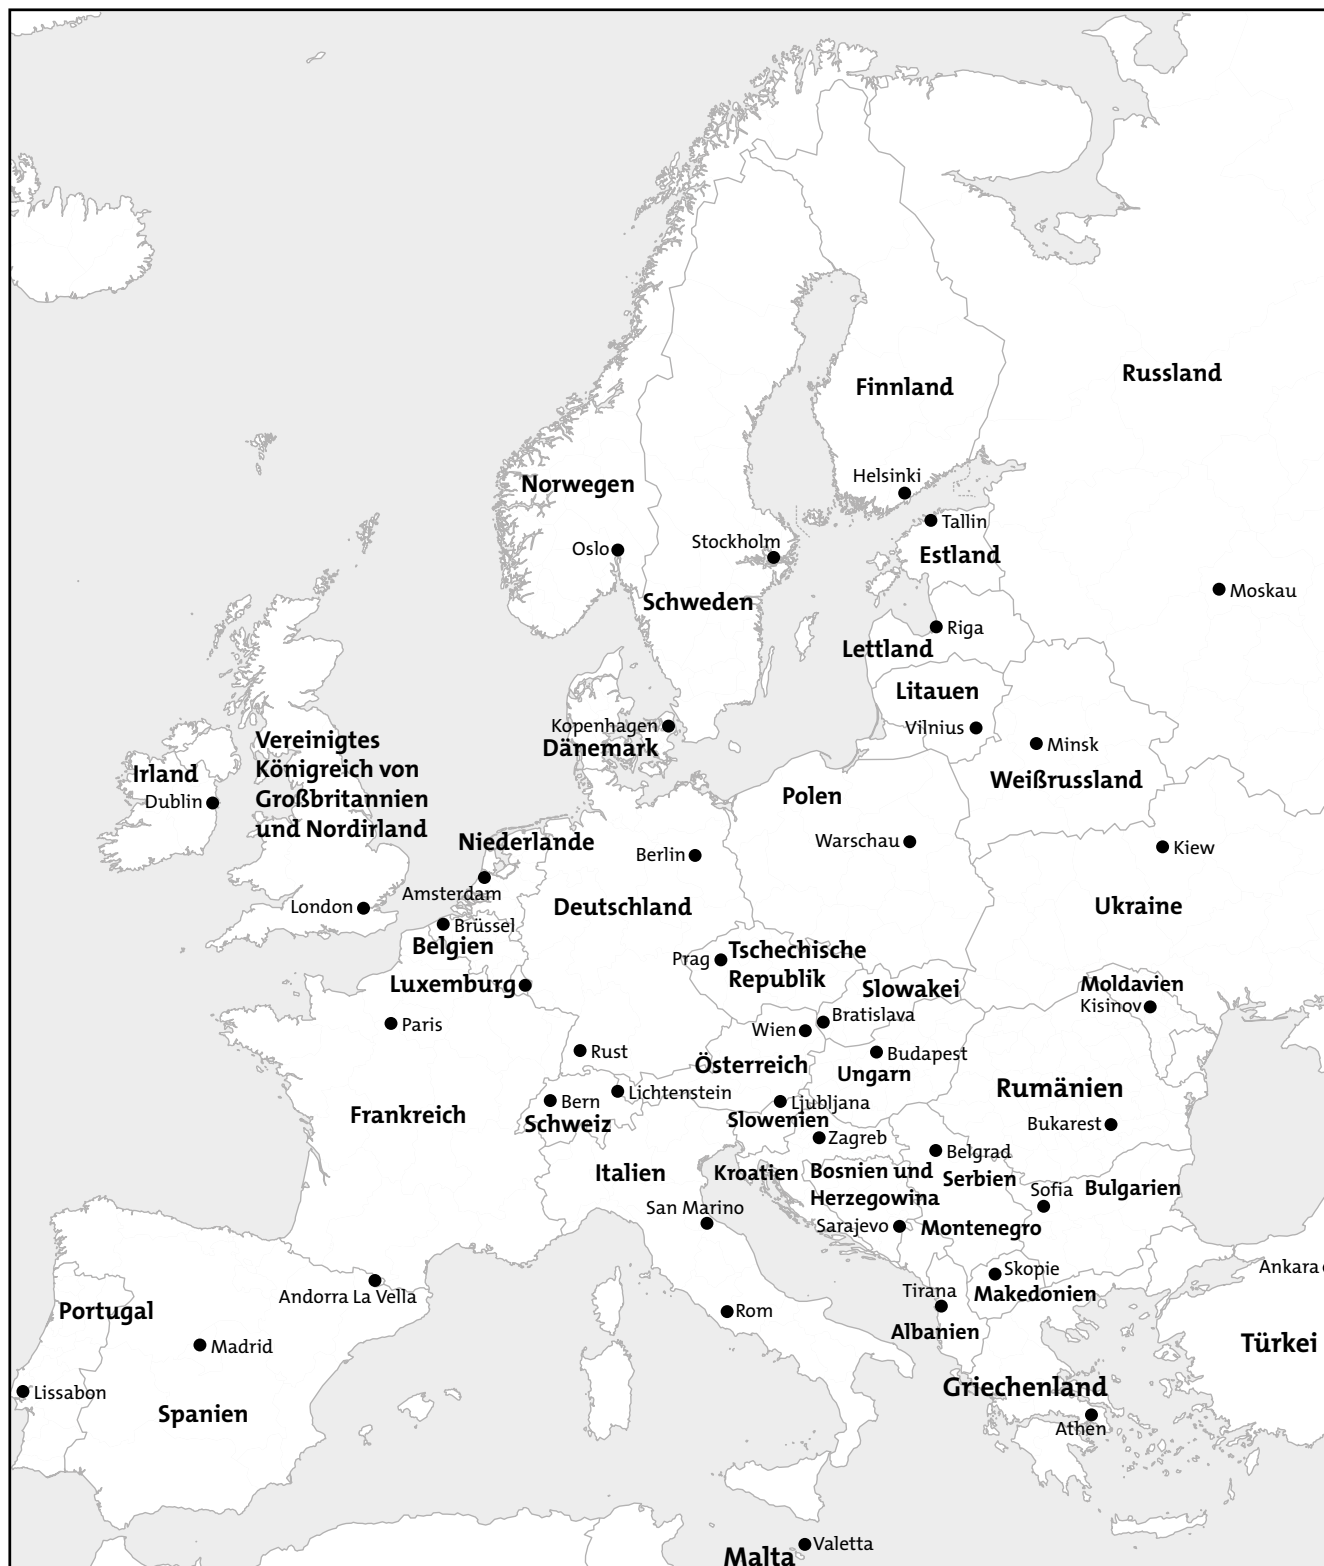 Russland
Finnland
Helsinki
Norwegen
Tallin
Oslo
Stockholm
Estland
Moskau
Schweden
Riga
Lettland
Litauen
Kopenhagen
Vilnius
Dänemark
Minsk
Weißrussland
Vereinigtes
Königreich von
Großbritannien
und Nordirland
Irland
Dublin
Polen
Niederlande
Warschau
Berlin
Kiew
Amsterdam
London
Deutschland
Ukraine
Brüssel
Belgien
Prag
Tschechische
Republik
Luxemburg
Slowakei
Moldavien
Kisinov
Paris
Wien
Bratislava
Rust
Österreich
Budapest
Ungarn
Rumänien
Lichtenstein
Bern
Schweiz
Ljubljana
Slowenien
Frankreich
Bukarest
Zagreb
Belgrad
Italien
Kroatien
Bosnien und
Herzegowina
Serbien
Sofia
Bulgarien
San Marino
Sarajevo
Montenegro
Skopie
Ankara
Makedonien
Tirana
Andorra La Vella
Portugal
Rom
Albanien
Madrid
Türkei
Lissabon
Griechenland
Spanien
Athen
Valetta
Malta